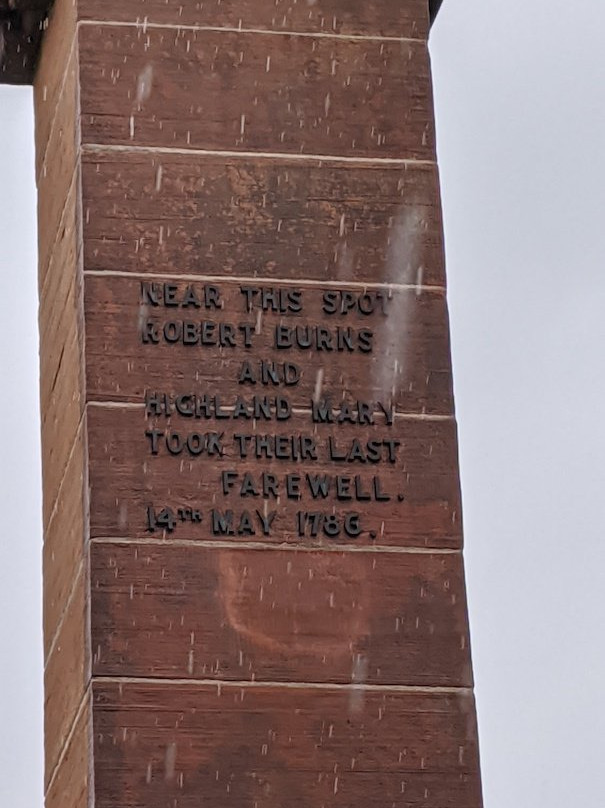 NEAR THIS SPOT
ROBERT BURNS
AND
HIGHLAND MARY
TOOK THEIR LAST
FAREWELL.
14TH MAY 1786.